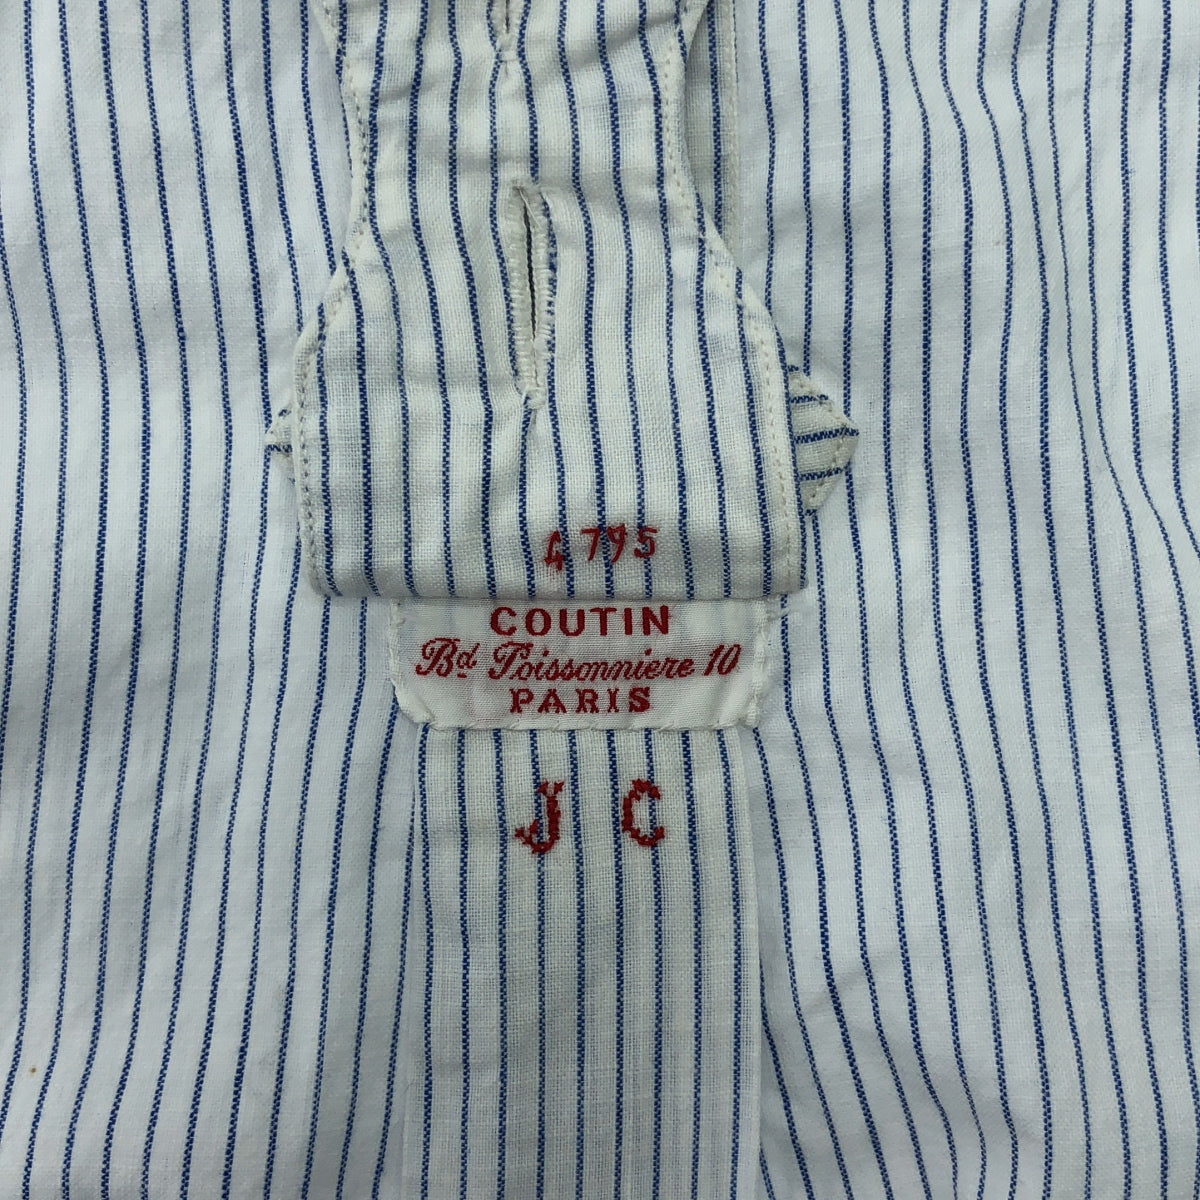 4795
COUTIN
Bd Poissonniere 10
PARIS
J C